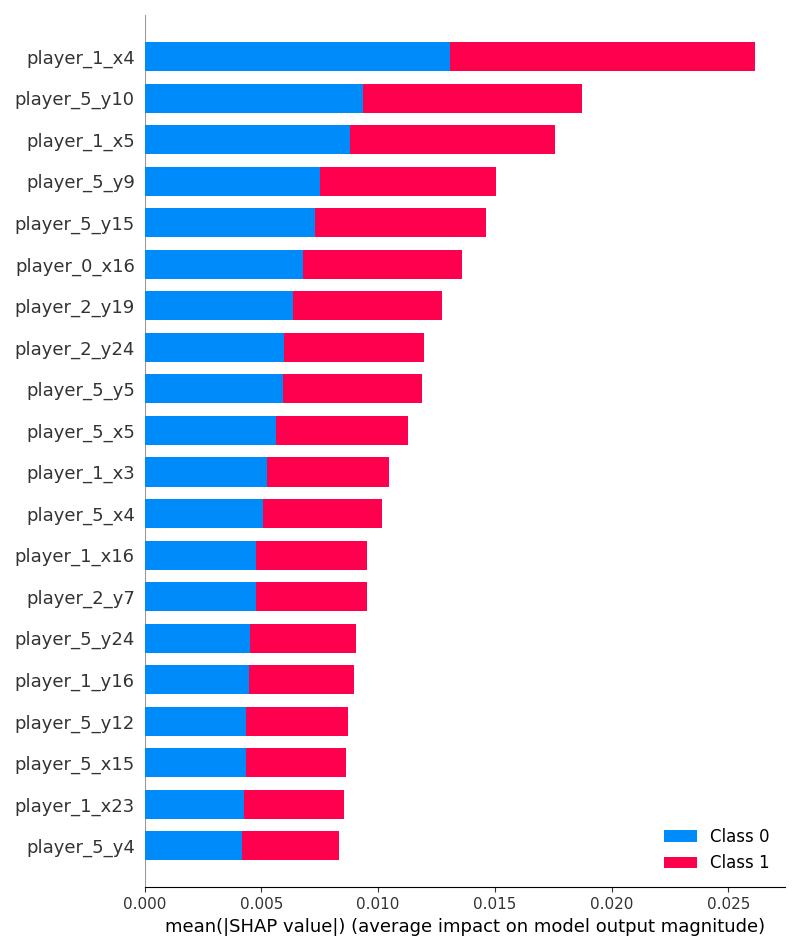 player_1_x4
player_5_y10
player_1_x5
player_5_y9
player_5_y15
player_0_x16
player_2_y19
player_2_y24
player_5_y5
player_5_x5
player_1_x3
player_5_x4
player_1_x16
player_2_y7
player_5_y24
player_1_y16
player_5_y12
player_5_x15
player_1_x23
player_5_y4
Class 0
Class 1
0.000 0.005 0.010 0.015 0.020 0.025
mean(|SHAP value|) (average impact on model output magnitude)